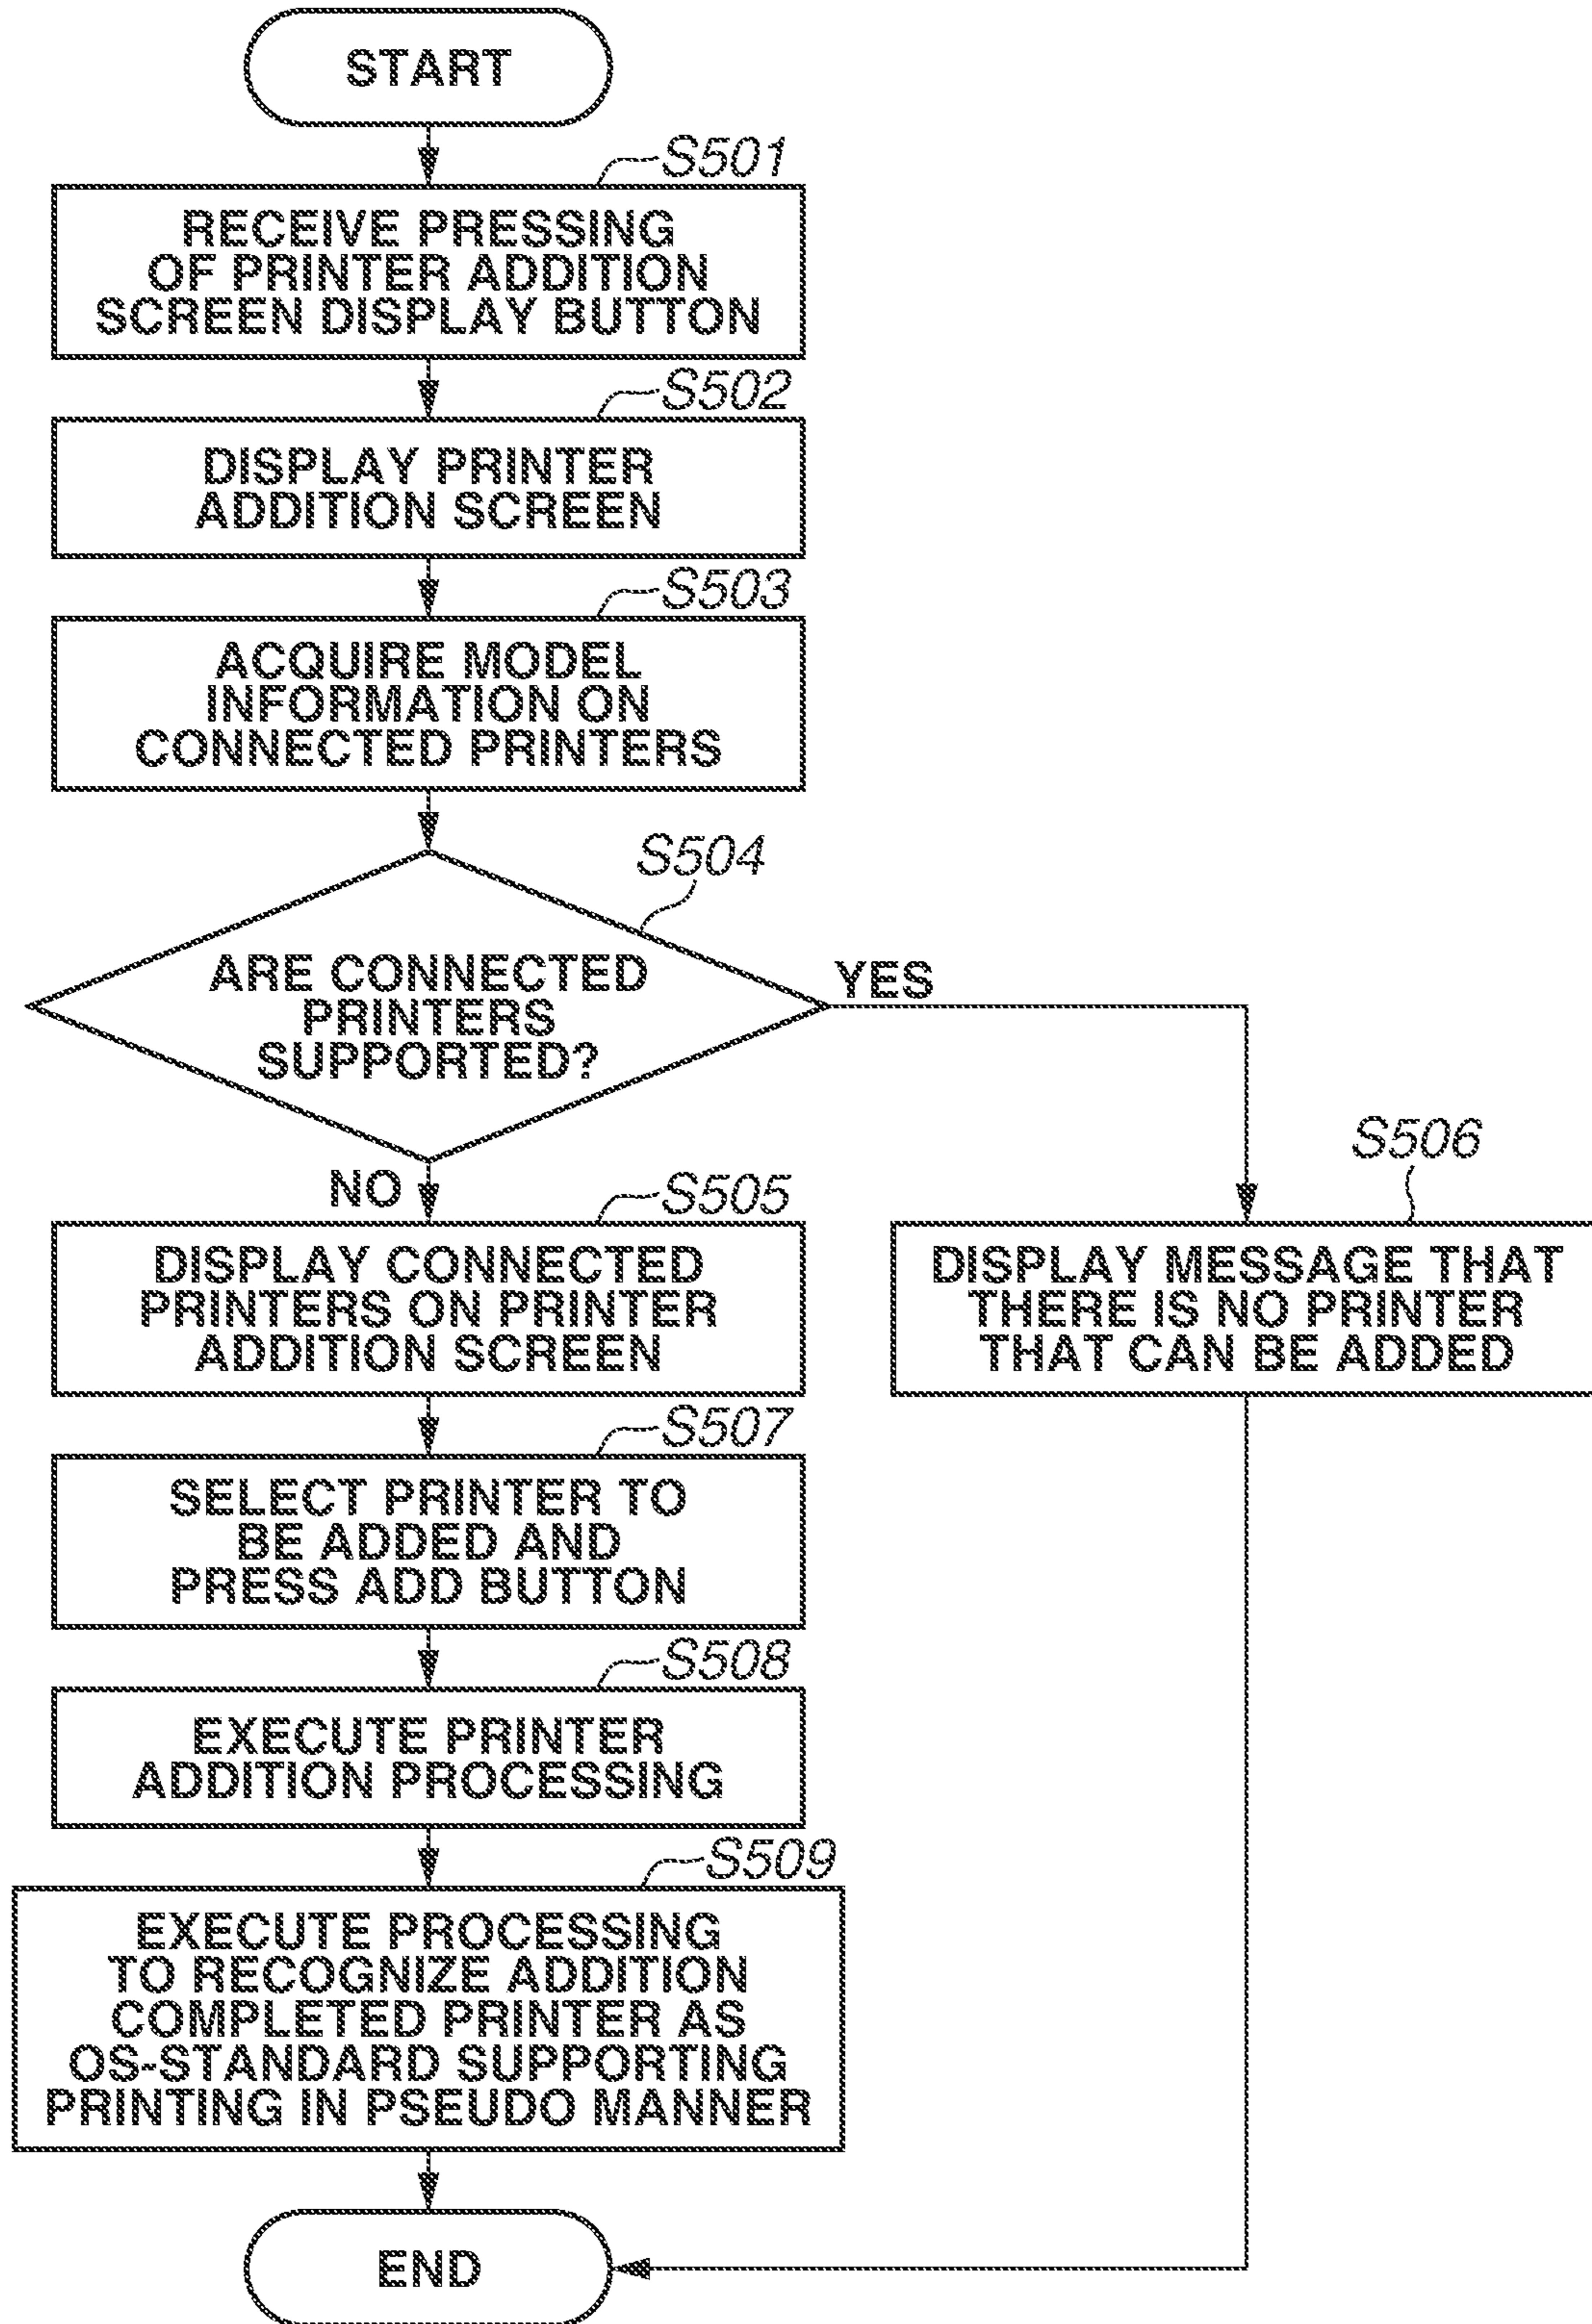 START
S501
RECEIVE PRESSING
OF PRINTER ADDITION
SCREEN DISPLAY BUTTON
S502
DISPLAY PRINTER
ADDITION SCREEN
S503
ACQUIRE MODEL
INFORMATION ON
CONNECTED PRINTERS
S504
ARE CONNECTED
PRINTERS
SUPPORTED?
YES
NO
S505
DISPLAY CONNECTED
PRINTERS ON PRINTER
ADDITION SCREEN
S506
DISPLAY MESSAGE THAT
THERE IS NO PRINTER
THAT CAN BE ADDED
S507
SELECT PRINTER TO
BE ADDED AND
PRESS ADD BUTTON
S508
EXECUTE PRINTER
ADDITION PROCESSING
S509
EXECUTE PROCESSING
TO RECOGNIZE ADDITION
COMPLETED PRINTER AS
OS-STANDARD SUPPORTING
PRINTING IN PSEUDO MANNER
END